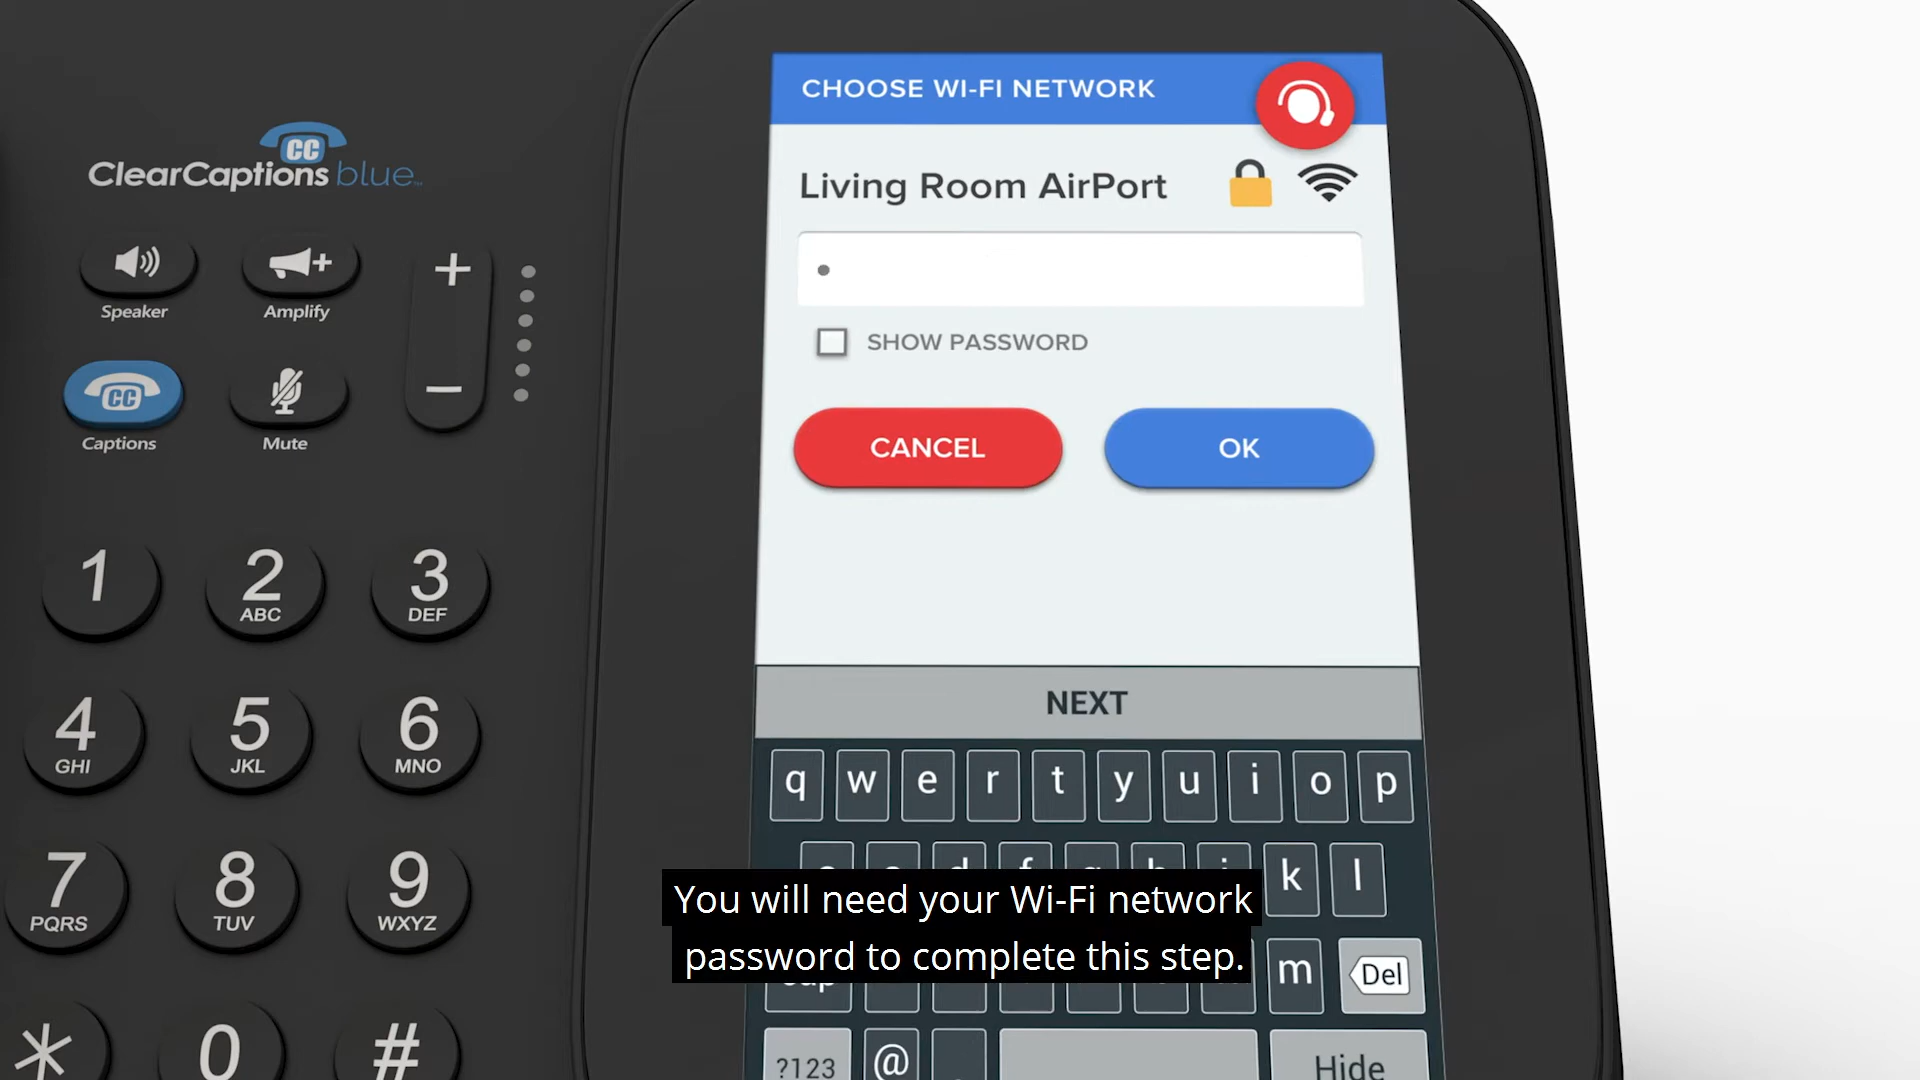 CC
ClearCaptions blue™
Speaker
Amplify
+
CC
Captions
Mute
−
1
2
ABC
3
DEF
4
GHI
5
JKL
6
MNO
7
PQRS
8
TUV
9
WXYZ
*
0
#
CHOOSE WI-FI NETWORK
Living Room AirPort
SHOW PASSWORD
CANCEL
OK
NEXT
q w e r t y u i o p
k l
m Del
?123 @ Hide
You will need your Wi-Fi network
password to complete this step.